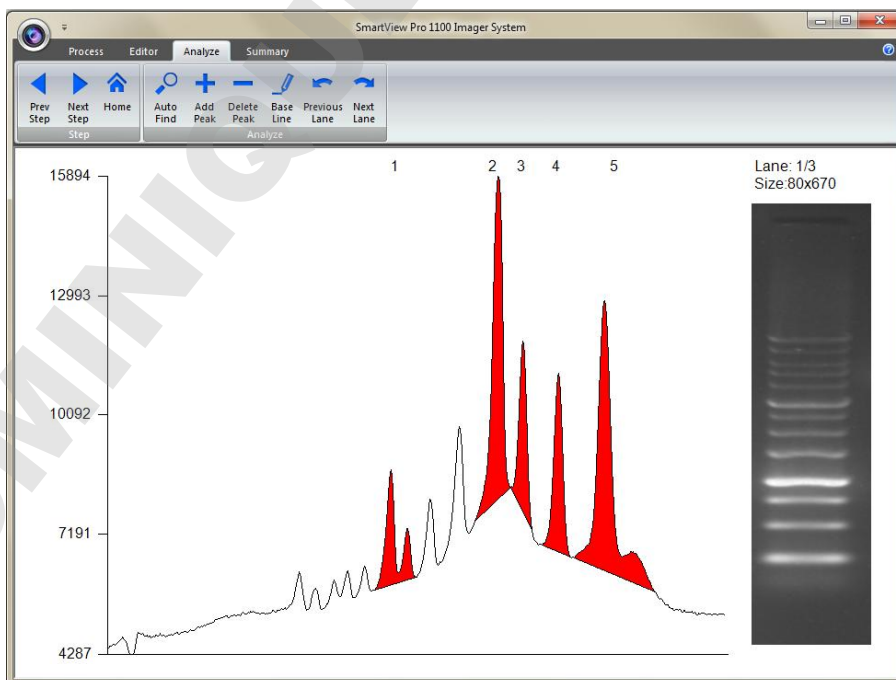 SmartView Pro 1100 Imager System
Process Editor Analyze Summary
Prev Step
Next Step
Home
Auto Find
Add Peak
Delete Peak
Base Line
Previous Lane
Next Lane
Step
Analyze
1 2 3 4 5
15894
12993
10092
7191
4287
Lane: 1/3
Size:80x670